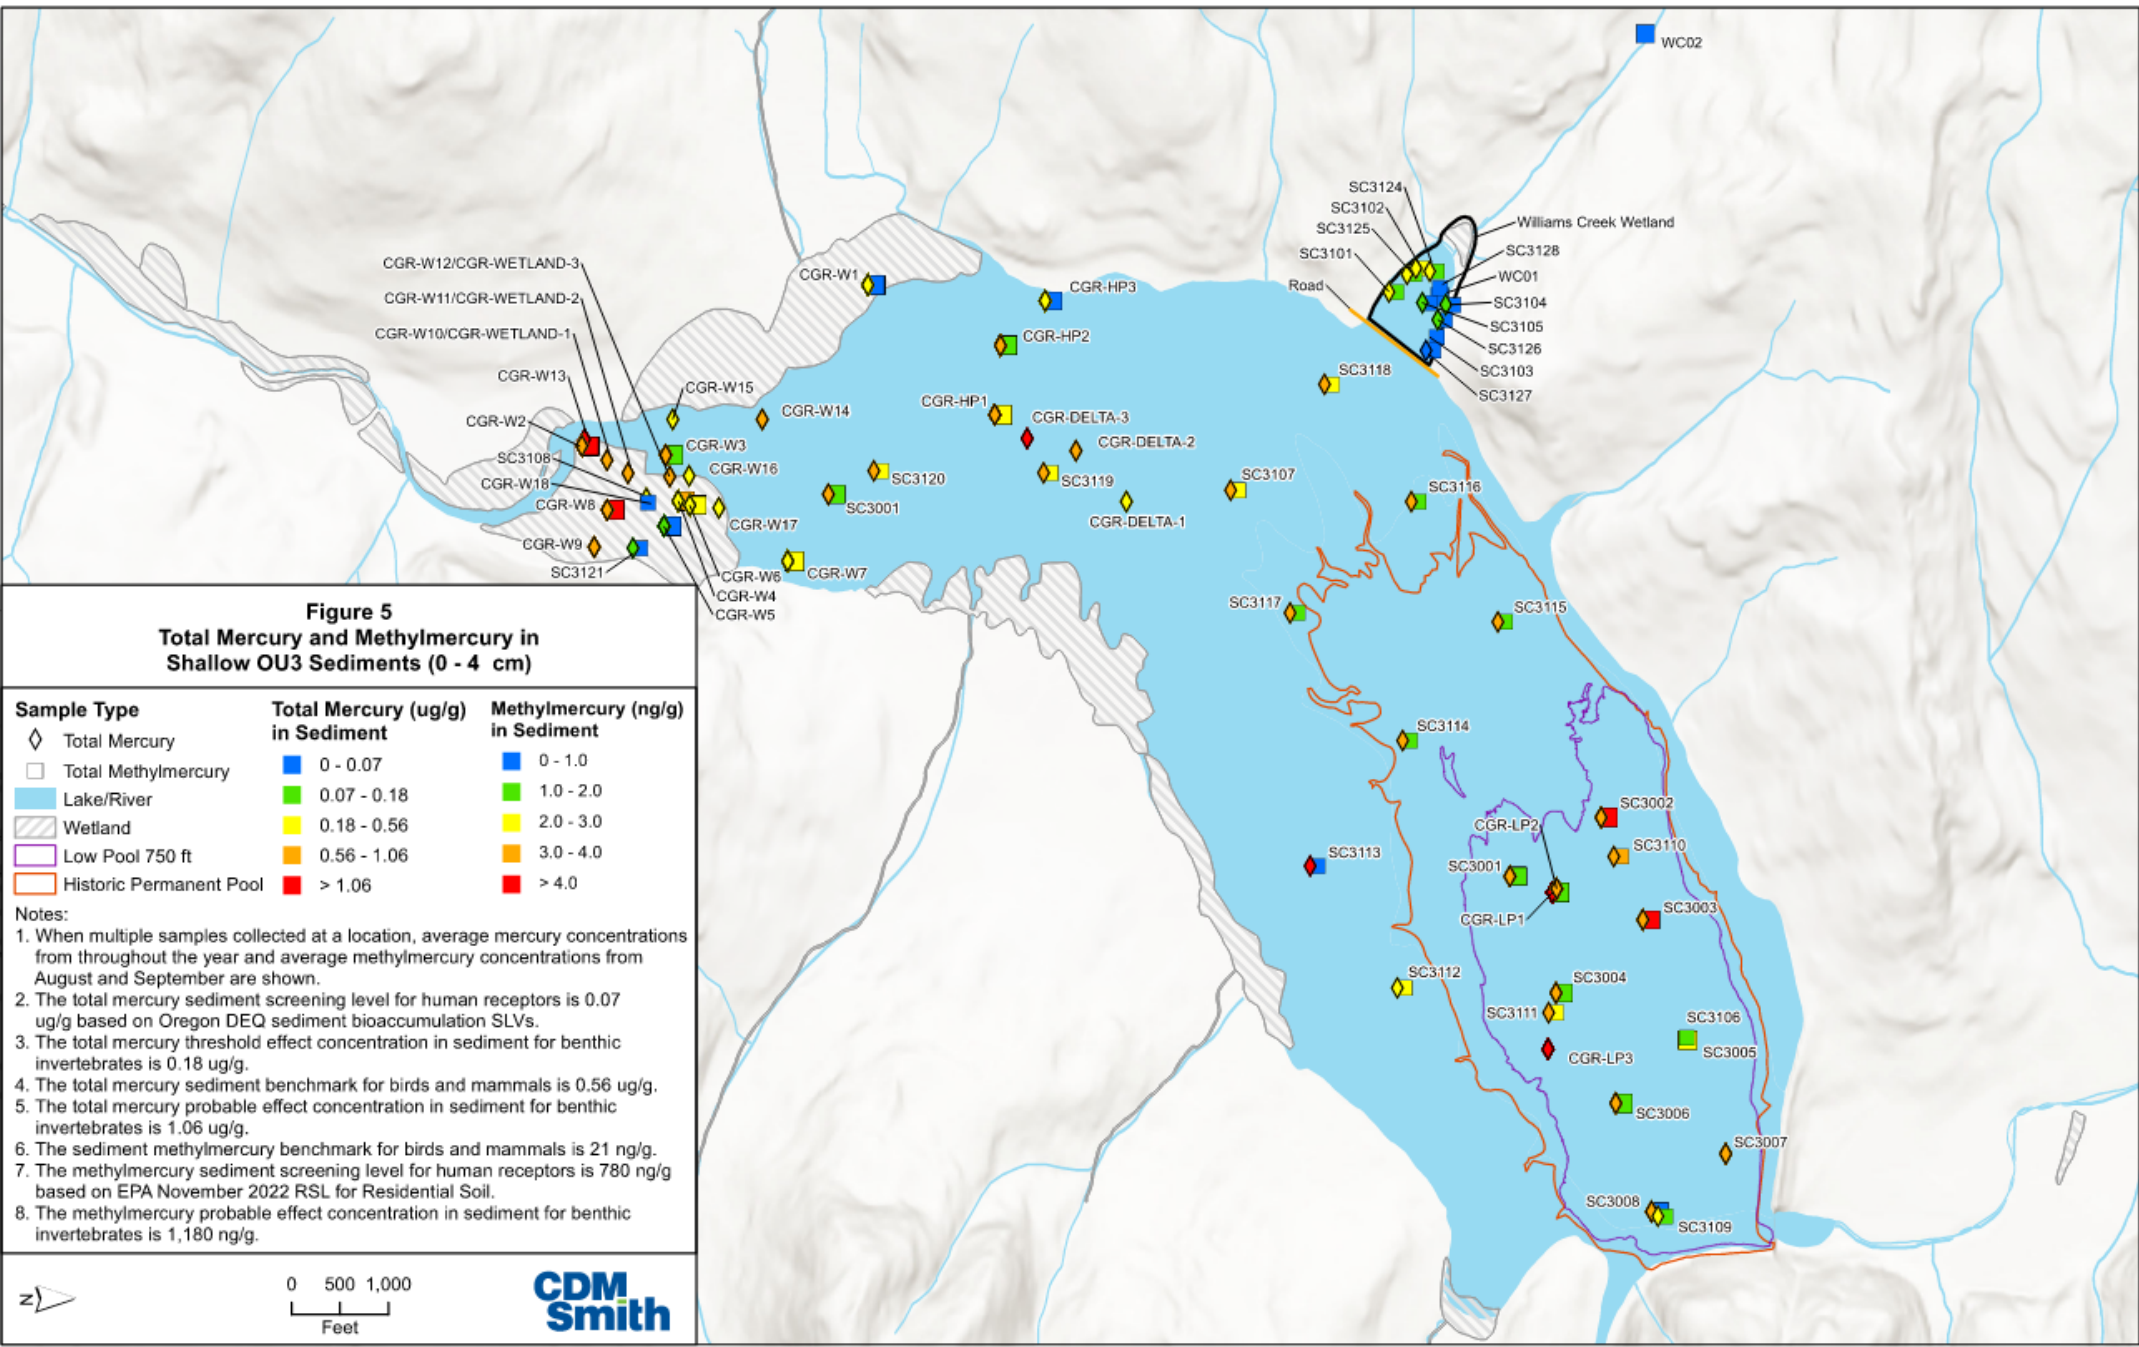 WC02
SC3124
SC3102
SC3125
SC3101
Williams Creek Wetland
SC3128
WC01
SC3104
SC3105
SC3126
SC3103
SC3127
Road
CGR-W12/CGR-WETLAND-3
CGR-W11/CGR-WETLAND-2
CGR-W10/CGR-WETLAND-1
CGR-W13
CGR-W2
SC3108
CGR-W18
CGR-W8
CGR-W9
SC3121
CGR-W1
CGR-HP3
CGR-HP2
CGR-W15
CGR-W14
CGR-HP1
CGR-DELTA-3
CGR-DELTA-2
SC3118
CGR-W3
CGR-W16
SC3120
SC3119
SC3107
SC3116
SC3001
CGR-W17
CGR-DELTA-1
CGR-W7
CGR-W6
CGR-W4
CGR-W5
SC3117
SC3115
SC3114
SC3002
CGR-LP2
SC3110
SC3113
SC3001
SC3003
CGR-LP1
SC3112
SC3004
SC3111
SC3106
SC3005
CGR-LP3
SC3006
SC3007
SC3008
SC3109
Figure 5
Total Mercury and Methylmercury in
Shallow OU3 Sediments (0 - 4 cm)
Sample Type
Total Mercury
Total Methylmercury
Lake/River
Wetland
Low Pool 750 ft
Historic Permanent Pool
Total Mercury (ug/g)
in Sediment
0 - 0.07
0.07 - 0.18
0.18 - 0.56
0.56 - 1.06
> 1.06
Methylmercury (ng/g)
in Sediment
0 - 1.0
1.0 - 2.0
2.0 - 3.0
3.0 - 4.0
> 4.0
Notes:
1. When multiple samples collected at a location, average mercury concentrations
from throughout the year and average methylmercury concentrations from
August and September are shown.
2. The total mercury sediment screening level for human receptors is 0.07
ug/g based on Oregon DEQ sediment bioaccumulation SLVs.
3. The total mercury threshold effect concentration in sediment for benthic
invertebrates is 0.18 ug/g.
4. The total mercury sediment benchmark for birds and mammals is 0.56 ug/g.
5. The total mercury probable effect concentration in sediment for benthic
invertebrates is 1.06 ug/g.
6. The sediment methylmercury benchmark for birds and mammals is 21 ng/g.
7. The methylmercury sediment screening level for human receptors is 780 ng/g
based on EPA November 2022 RSL for Residential Soil.
8. The methylmercury probable effect concentration in sediment for benthic
invertebrates is 1,180 ng/g.
N
0 500 1,000
Feet
CDM
Smith